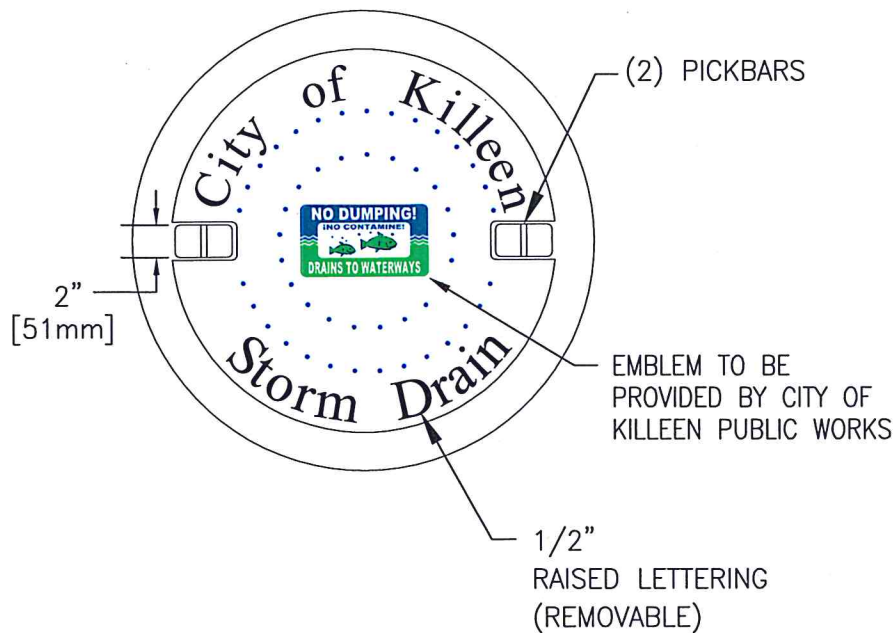 City of Killeen
(2) PICKBARS
NO DUMPING!
¡NO CONTAMINE!
DRAINS TO WATERWAYS
2"
[51mm]
Storm Drain
EMBLEM TO BE
PROVIDED BY CITY OF
KILLEEN PUBLIC WORKS
1/2"
RAISED LETTERING
(REMOVABLE)